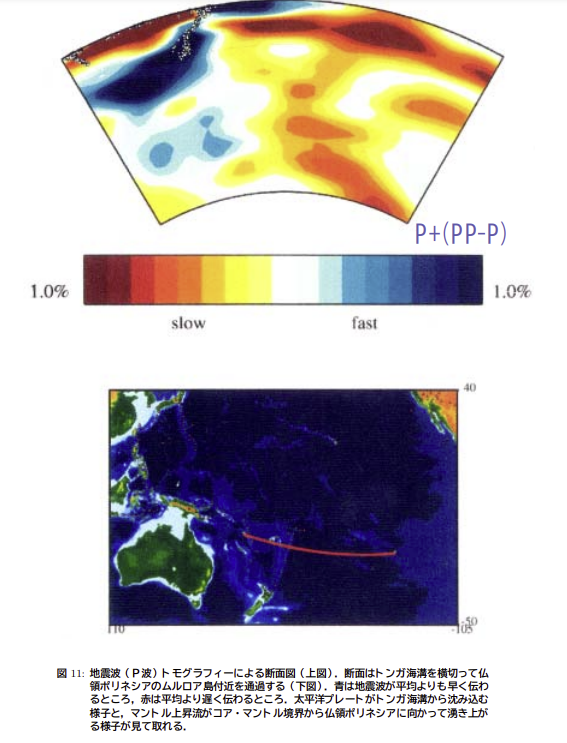 P+(PP-P)
1.0%
1.0%
slow
fast
40
110
-50
-105
図 11: 地震波（P波）トモグラフィーによる断面図（上図）．断面はトンガ海溝を横切って仏
領ポリネシアのムルロア島付近を通過する（下図）．青は地震波が平均よりも早く伝わ
るところ，赤は平均より遅く伝わるところ．太平洋プレートがトンガ海溝から沈み込む
様子と，マントル上昇流がコア・マントル境界から仏領ポリネシアに向かって湧き上が
る様子が見て取れる．